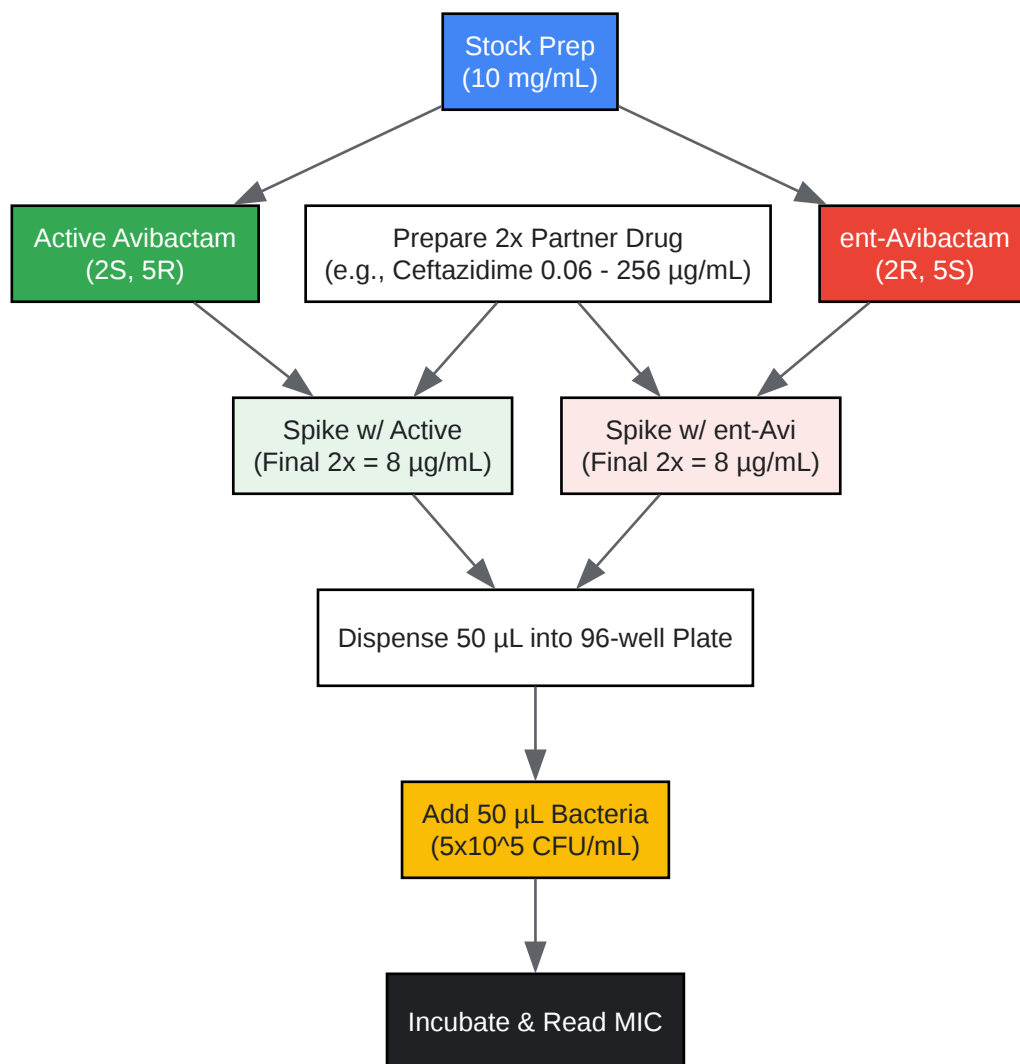 Stock Prep
(10 mg/mL)
Active Avibactam
(2S, 5R)
Prepare 2x Partner Drug
(e.g., Ceftazidime 0.06 - 256 µg/mL)
ent-Avibactam
(2R, 5S)
Spike w/ Active
(Final 2x = 8 µg/mL)
Spike w/ ent-Avi
(Final 2x = 8 µg/mL)
Dispense 50 µL into 96-well Plate
Add 50 µL Bacteria
(5x10^5 CFU/mL)
Incubate & Read MIC